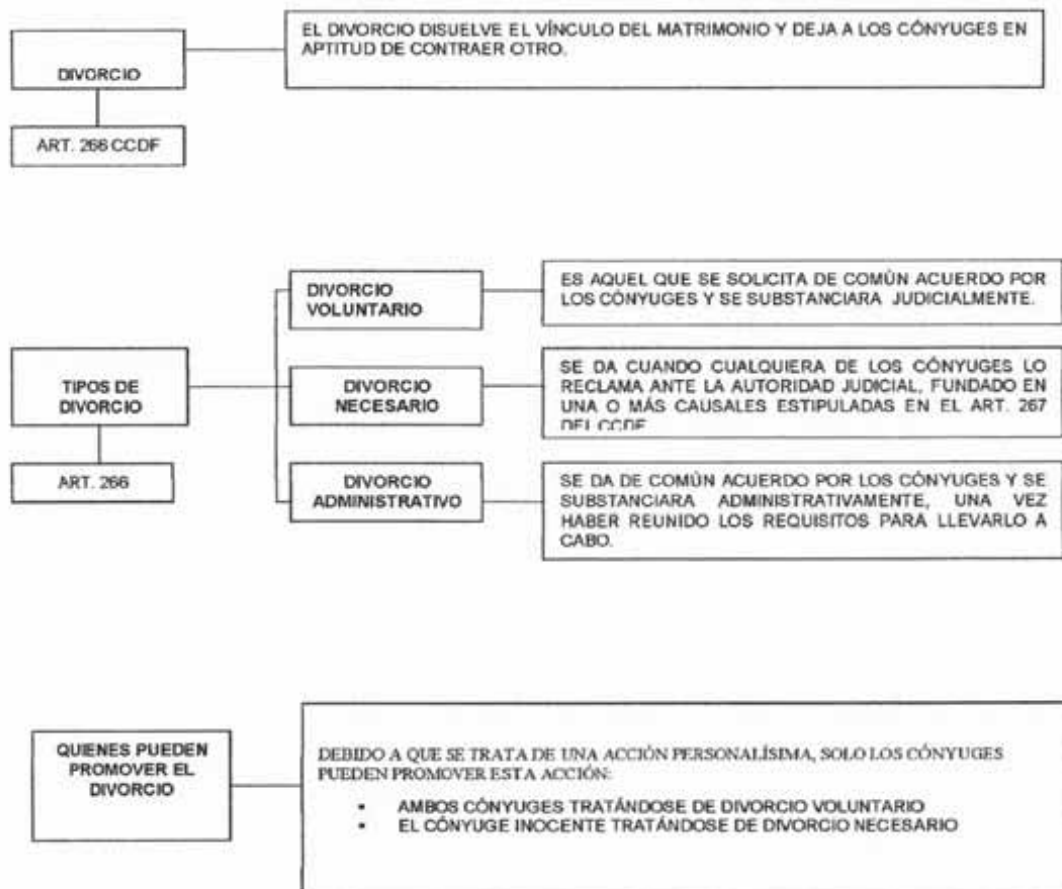 EL DIVORCIO DISUELVE EL VÍNCULO DEL MATRIMONIO Y DEJA A LOS CÓNYUGES EN
APTITUD DE CONTRAER OTRO.
DIVORCIO
ART. 266 CCDF
DIVORCIO
VOLUNTARIO
ES AQUEL QUE SE SOLICITA DE COMÚN ACUERDO POR
LOS CÓNYUGES Y SE SUBSTANCIARA JUDICIALMENTE.
TIPOS DE
DIVORCIO
ART. 266
DIVORCIO
NECESARIO
SE DA CUANDO CUALQUIERA DE LOS CÓNYUGES LO
RECLAMA ANTE LA AUTORIDAD JUDICIAL, FUNDADO EN
UNA O MÁS CAUSALES ESTIPULADAS EN EL ART. 267
DEL CCDF
DIVORCIO
ADMINISTRATIVO
SE DA DE COMÚN ACUERDO POR LOS CÓNYUGES Y SE
SUBSTANCIARA ADMINISTRATIVAMENTE, UNA VEZ
HABER REUNIDO LOS REQUISITOS PARA LLEVARLO A
CABO.
QUIENES PUEDEN
PROMOVER EL
DIVORCIO
DEBIDO A QUE SE TRATA DE UNA ACCIÓN PERSONALÍSIMA, SOLO LOS CÓNYUGES
PUEDEN PROMOVER ESTA ACCIÓN:
▪ AMBOS CÓNYUGES TRATÁNDOSE DE DIVORCIO VOLUNTARIO
▪ EL CÓNYUGE INOCENTE TRATÁNDOSE DE DIVORCIO NECESARIO